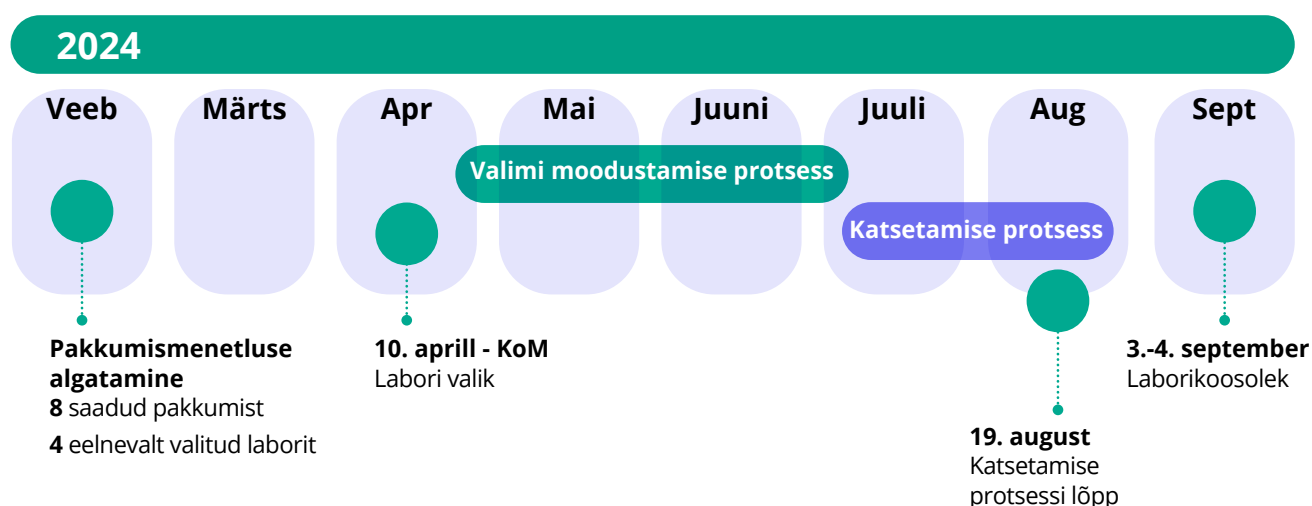 2024
Veeb
Märts
Apr
Mai
Juuni
Juuli
Aug
Sept
Valimi moodustamise protsess
Katsetamise protsess
Pakkumismenetluse
algatamine
8 saadud pakkumist
4 eelnevalt valitud laborit
10. aprill - KoM
Labori valik
19. august
Katsetamise
protsessi lõpp
3.-4. september
Laborikoosolek